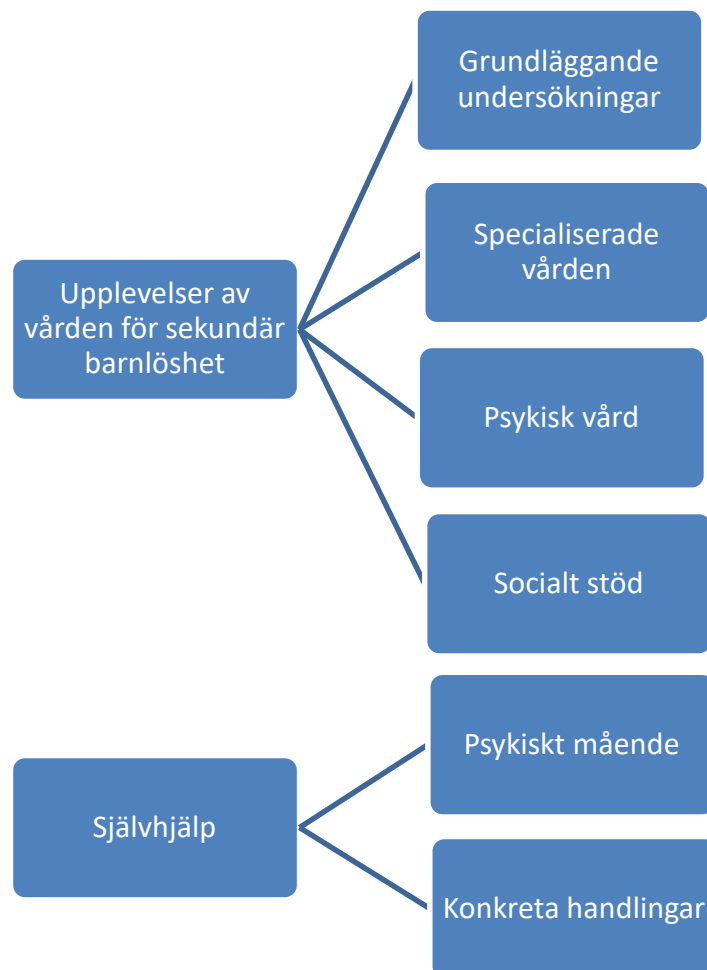 Grundläggande
undersökningar
Specialiserade
vården
Upplevelser av
vården för sekundär
barnlöshet
Psykisk vård
Socialt stöd
Psykiskt mående
Självhjälp
Konkreta handlingar